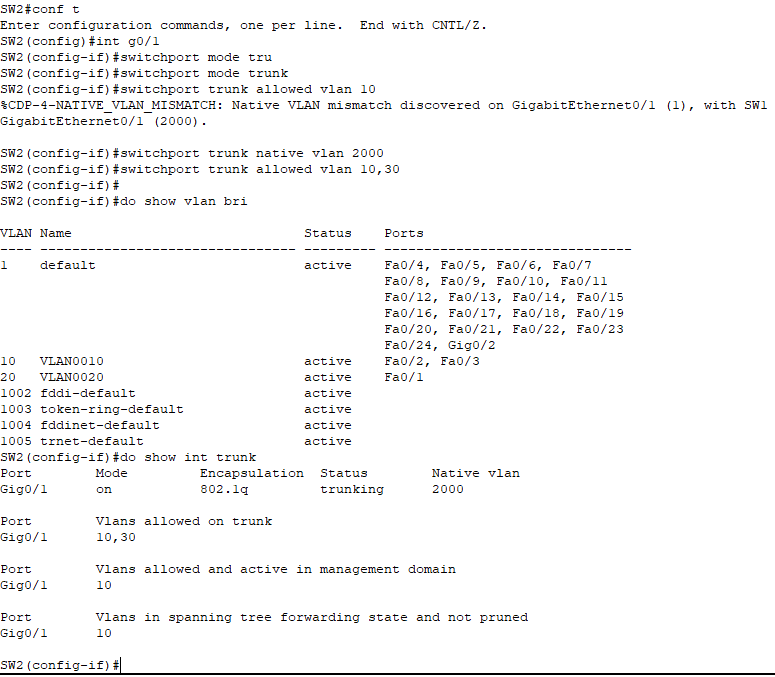 SW2#conf t
Enter configuration commands, one per line.  End with CNTL/Z.
SW2(config)#int g0/1
SW2(config-if)#switchport mode tru
SW2(config-if)#switchport mode trunk
SW2(config-if)#switchport trunk allowed vlan 10
%CDP-4-NATIVE_VLAN_MISMATCH: Native VLAN mismatch discovered on GigabitEthernet0/1 (1), with SW1
GigabitEthernet0/1 (2000).
SW2(config-if)#switchport trunk native vlan 2000
SW2(config-if)#switchport trunk allowed vlan 10,30
SW2(config-if)#
SW2(config-if)#do show vlan bri
VLAN Name                             Status    Ports
---- -------------------------------- --------- -------------------------------
1    default                          active    Fa0/4, Fa0/5, Fa0/6, Fa0/7
                                                Fa0/8, Fa0/9, Fa0/10, Fa0/11
                                                Fa0/12, Fa0/13, Fa0/14, Fa0/15
                                                Fa0/16, Fa0/17, Fa0/18, Fa0/19
                                                Fa0/20, Fa0/21, Fa0/22, Fa0/23
                                                Fa0/24, Gig0/2
10   VLAN0010                         active    Fa0/2, Fa0/3
20   VLAN0020                         active    Fa0/1
1002 fddi-default                     active
1003 token-ring-default               active
1004 fddinet-default                  active
1005 trnet-default                    active
SW2(config-if)#do show int trunk
Port        Mode         Encapsulation  Status        Native vlan
Gig0/1      on           802.1q         trunking      2000
Port        Vlans allowed on trunk
Gig0/1      10,30
Port        Vlans allowed and active in management domain
Gig0/1      10
Port        Vlans in spanning tree forwarding state and not pruned
Gig0/1      10
SW2(config-if)#